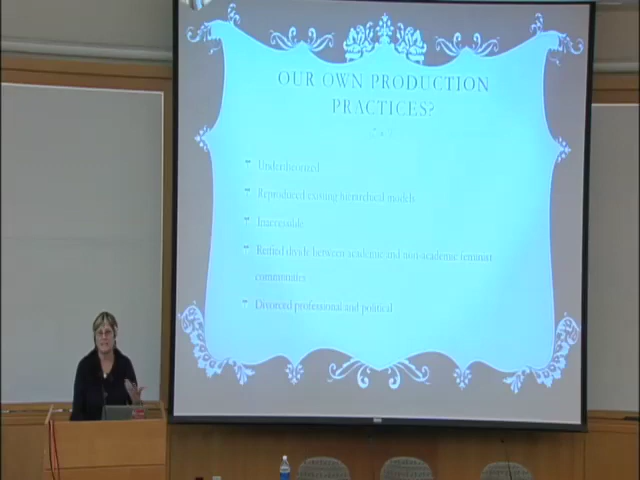 OUR OWN PRODUCTION
PRACTICES?
Undertheorized
Reproduced existing hierarchical models
Inaccessible
Reified divide between academic and non-academic feminist
communities
Divorced professional and political